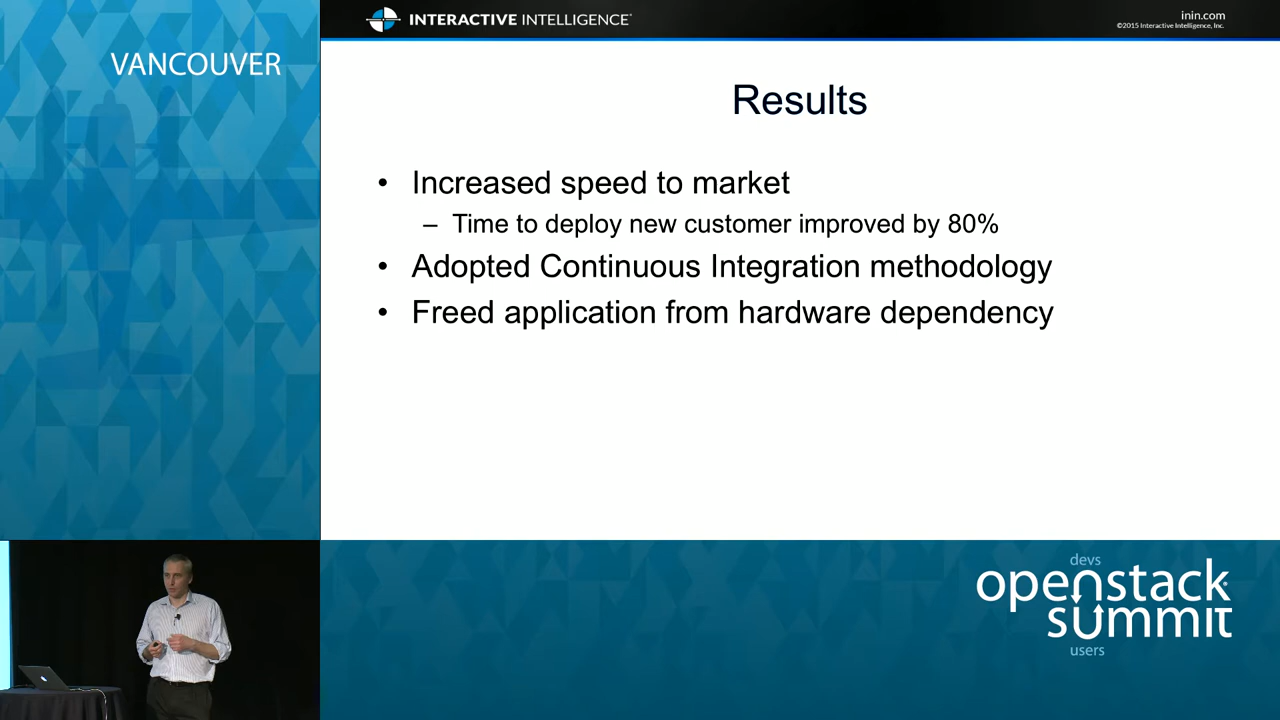 VANCOUVER
INTERACTIVE INTELLIGENCE
inin.com
©2015 Interactive Intelligence, Inc.
Results
• Increased speed to market
– Time to deploy new customer improved by 80%
• Adopted Continuous Integration methodology
• Freed application from hardware dependency
devs
openstack
summit
users